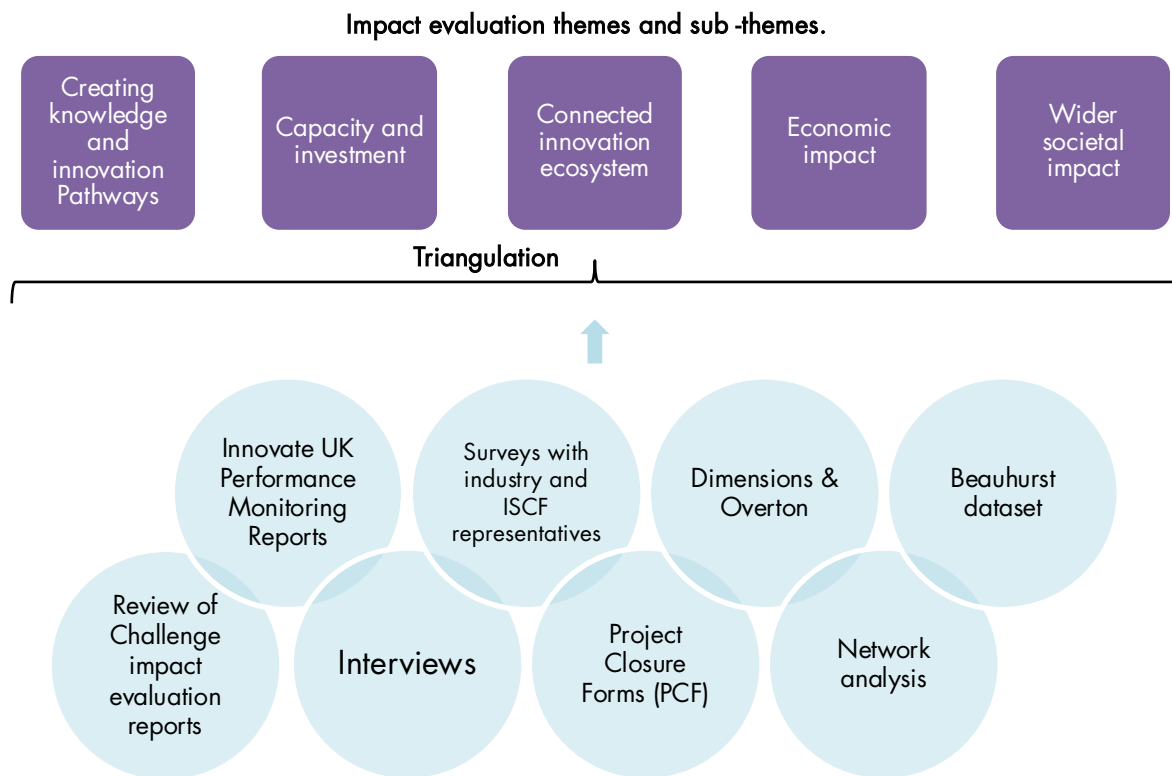 Impact evaluation themes and sub -themes.
Creating
knowledge
and
innovation
Pathways
Capacity and
investment
Connected
innovation
ecosystem
Economic
impact
Wider
societal
impact
Triangulation
Innovate UK
Performance
Monitoring
Reports
Surveys with
industry and
ISCF
representatives
Dimensions &
Overton
Beauhurst
dataset
Review of
Challenge
impact
evaluation
reports
Interviews
Project
Closure
Forms (PCF)
Network
analysis